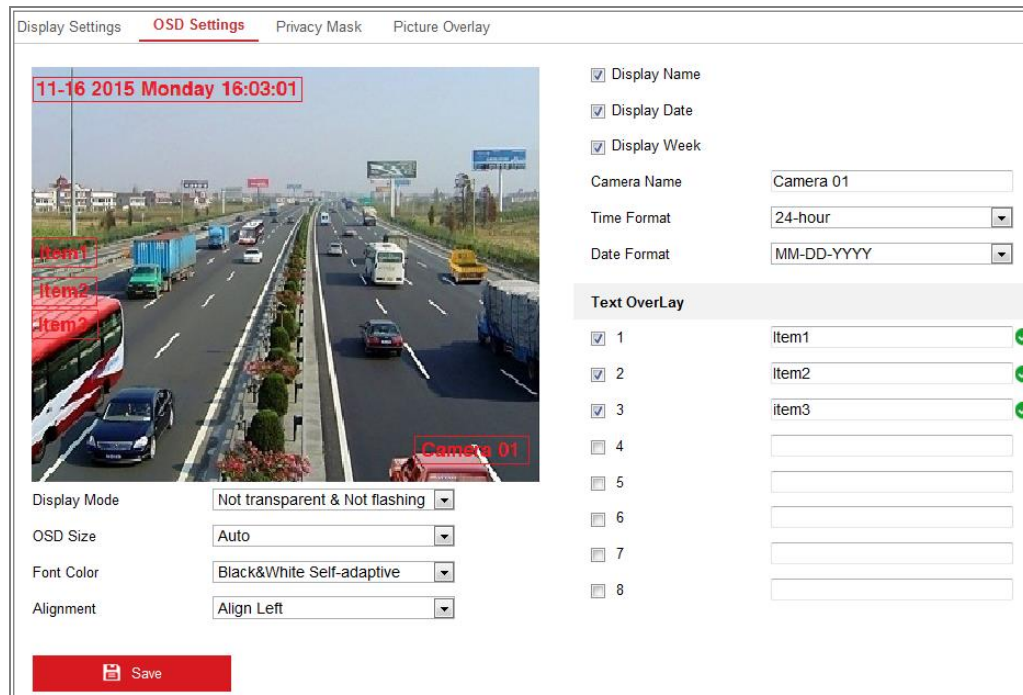 Display Settings OSD Settings Privacy Mask Picture Overlay
11-16 2015 Monday 16:03:01
Item1
Item2
Item3
Camera 01
Display Mode Not transparent & Not flashing
OSD Size Auto
Font Color Black&White Self-adaptive
Alignment Align Left
Save
Display Name
Display Date
Display Week
Camera Name Camera 01
Time Format 24-hour
Date Format MM-DD-YYYY
Text OverLay
1 Item1
2 Item2
3 item3
4
5
6
7
8